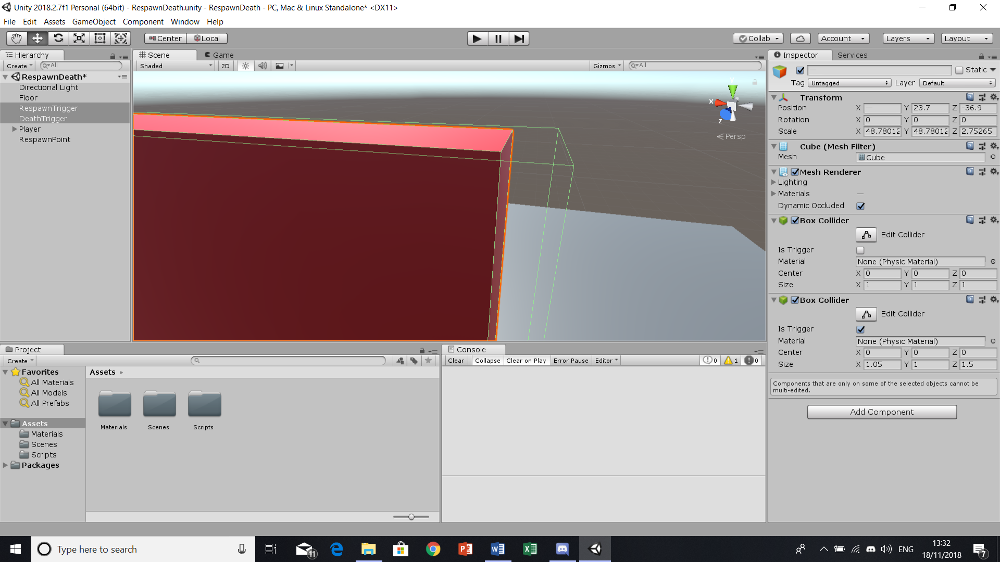 Unity 2018.2.7f1 Personal (64bit) - RespawnDeath.unity - RespawnDeath - PC, Mac & Linux Standalone* <DX11>
File Edit Assets GameObject Component Window Help
Center Local Collab Account Layers Layout
Hierarchy
Create All
RespawnDeath*
Directional Light
Floor
RespawnTrigger
DeathTrigger
Player
RespawnPoint
Scene Game
Shaded 2D Gizmos All
y
x
z
Persp
Inspector Services
— Static
Tag Untagged Layer Default
Transform
Position X — Y 23.7 Z -36.9
Rotation X 0 Y 0 Z 0
Scale X 48.78012 Y 48.78012 Z 2.75265
Cube (Mesh Filter)
Mesh Cube
Mesh Renderer
Lighting
Materials —
Dynamic Occluded
Box Collider
Edit Collider
Is Trigger
Material None (Physic Material)
Center X 0 Y 0 Z 0
Size X 1 Y 1 Z 1
Box Collider
Edit Collider
Is Trigger
Material None (Physic Material)
Center X 0 Y 0 Z 0
Size X 1.05 Y 1 Z 1.5
Components that are only on some of the selected objects cannot be
multi-edited.
Add Component
Project
Create
Favorites
All Materials
All Models
All Prefabs
Assets
Materials
Scenes
Scripts
Packages
Assets
Materials Scenes Scripts
Console
Clear Collapse Clear on Play Error Pause Editor 0 1 0
Type here to search
11
ENG
13:32
18/11/2018
7